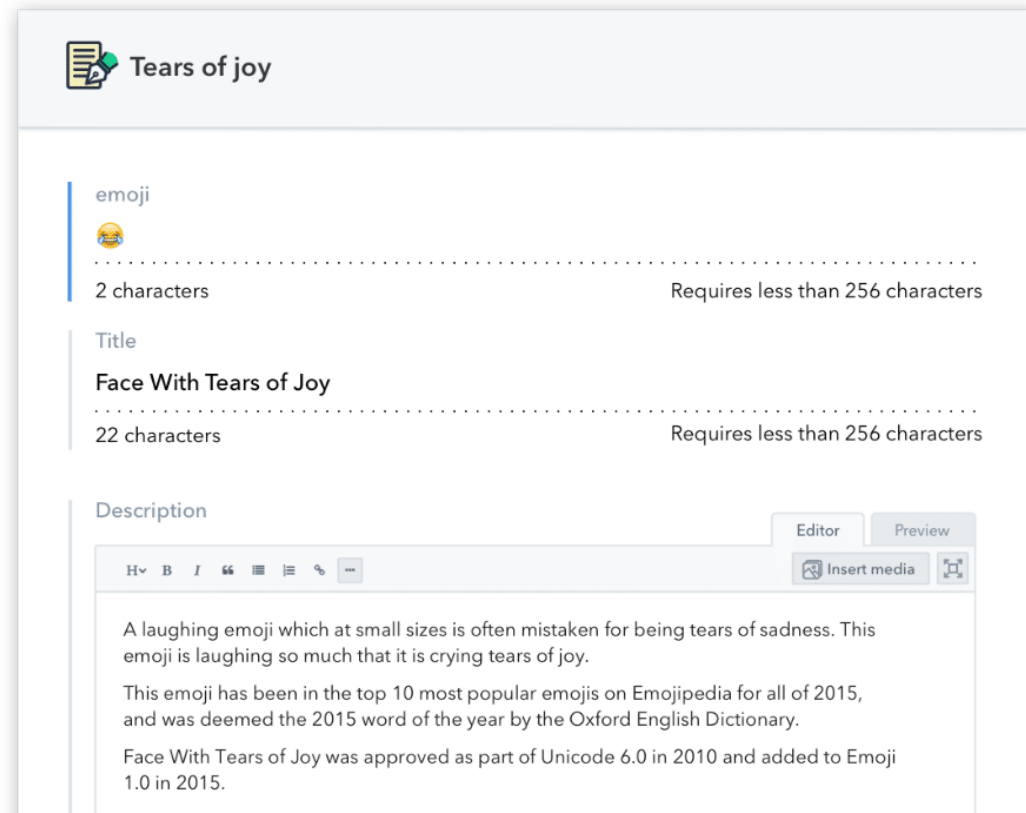 Tears of joy
emoji
😂
2 characters Requires less than 256 characters
Title
Face With Tears of Joy
22 characters Requires less than 256 characters
Description
Editor Preview
H B I “ Insert media
A laughing emoji which at small sizes is often mistaken for being tears of sadness. This
emoji is laughing so much that it is crying tears of joy.
This emoji has been in the top 10 most popular emojis on Emojipedia for all of 2015,
and was deemed the 2015 word of the year by the Oxford English Dictionary.
Face With Tears of Joy was approved as part of Unicode 6.0 in 2010 and added to Emoji
1.0 in 2015.